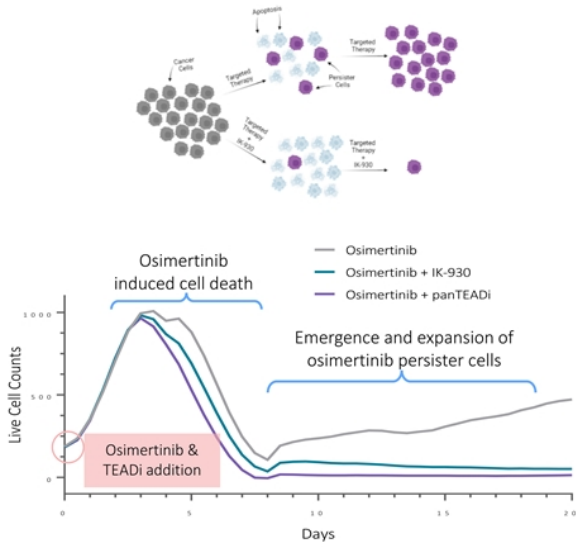 Apoptosis
Cancer
Cells
Targeted
Therapy
Persister
Cells
Targeted
Therapy
Targeted
Therapy
+
IK-930
Targeted
Therapy
+
IK-930
Osimertinib
Osimertinib + IK-930
Osimertinib + panTEADi
Osimertinib
induced cell death
Emergence and expansion of
osimertinib persister cells
Live Cell Counts
1000
500
0
Osimertinib &
TEADi addition
0 5 10 15 20
Days